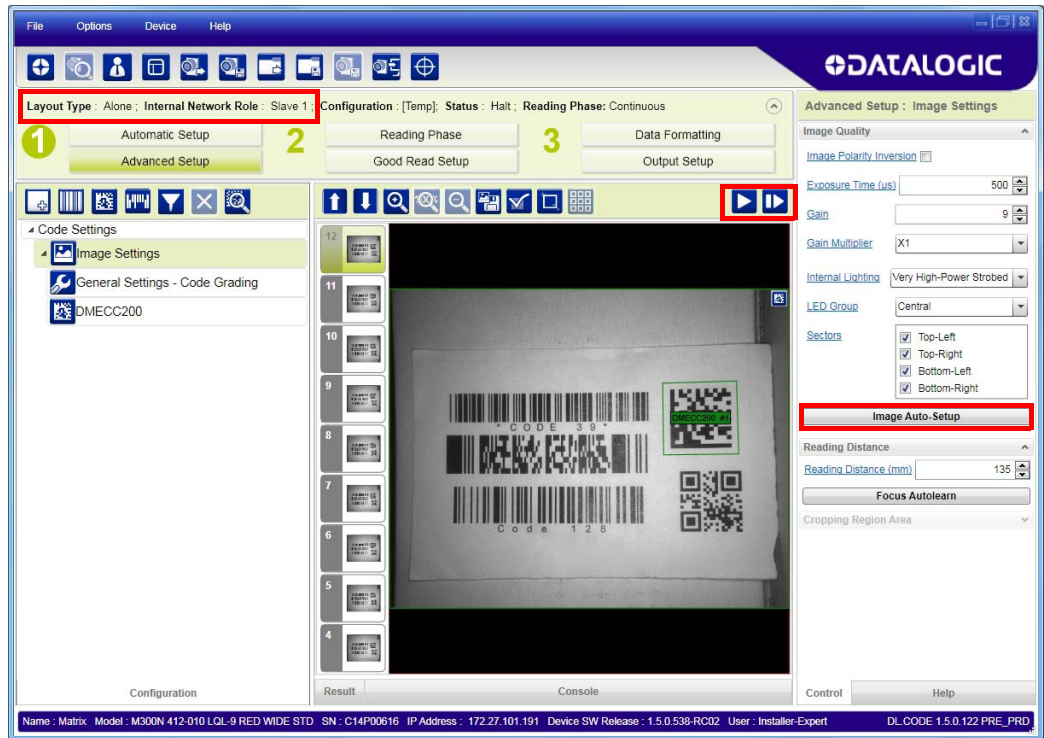 File Options Device Help
DATALOGIC
Layout Type : Alone ; Internal Network Role : Slave 1 ; Configuration : [Temp]; Status : Halt ; Reading Phase: Continuous
1 Automatic Setup 2 Reading Phase 3 Data Formatting
Advanced Setup Good Read Setup Output Setup
Code Settings
Image Settings
General Settings - Code Grading
DMECC200
Configuration
12
11
10
9
8
7
6
5
4
DMECC200 #1
* CODE 39 *
Code 128
Result Console
Advanced Setup : Image Settings
Image Quality
Image Polarity Inversion
Exposure Time (us) 500
Gain 9
Gain Multiplier X1
Internal Lighting Very High-Power Strobed
LED Group Central
Sectors Top-Left
Top-Right
Bottom-Left
Bottom-Right
Image Auto-Setup
Reading Distance
Reading Distance (mm) 135
Focus Autolearn
Cropping Region Area
Control Help
Name : Matrix Model : M300N 412-010 LQL-9 RED WIDE STD SN : C14P00616 IP Address : 172.27.101.191 Device SW Release : 1.5.0.538-RC02 User : Installer-Expert DL.CODE 1.5.0.122 PRE_PRD